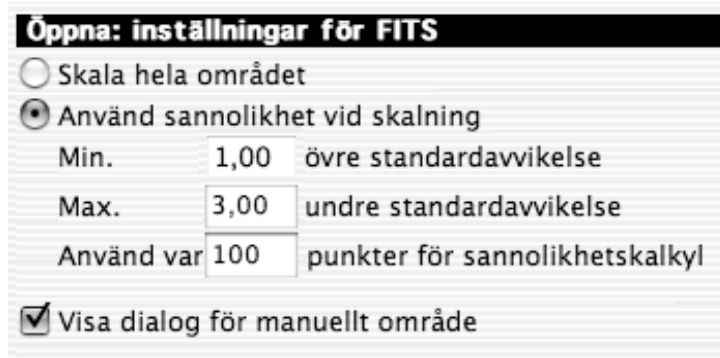 Öppna: inställningar för FITS
Skala hela området
Använd sannolikhet vid skalning
Min. 1,00 övre standardavvikelse
Max. 3,00 undre standardavvikelse
Använd var 100 punkter för sannolikhetskalkyl
Visa dialog för manuellt område